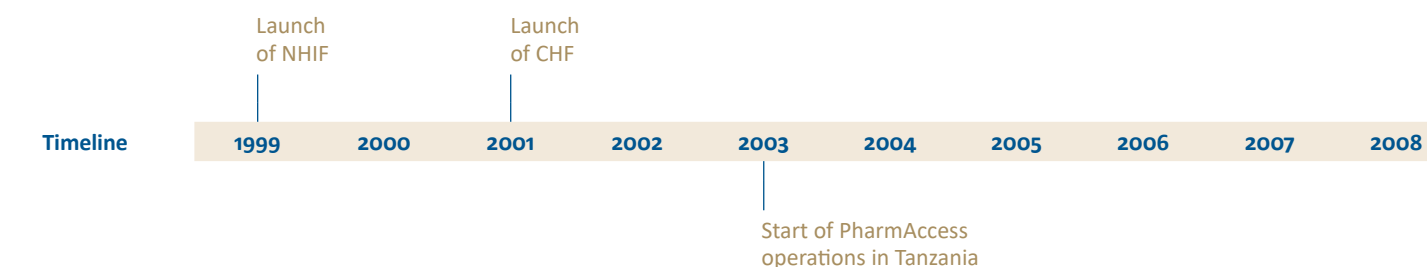 Launch
of NHIF
Launch
of CHF
Timeline 1999 2000 2001 2002 2003 2004 2005 2006 2007 2008
Start of PharmAccess
operations in Tanzania